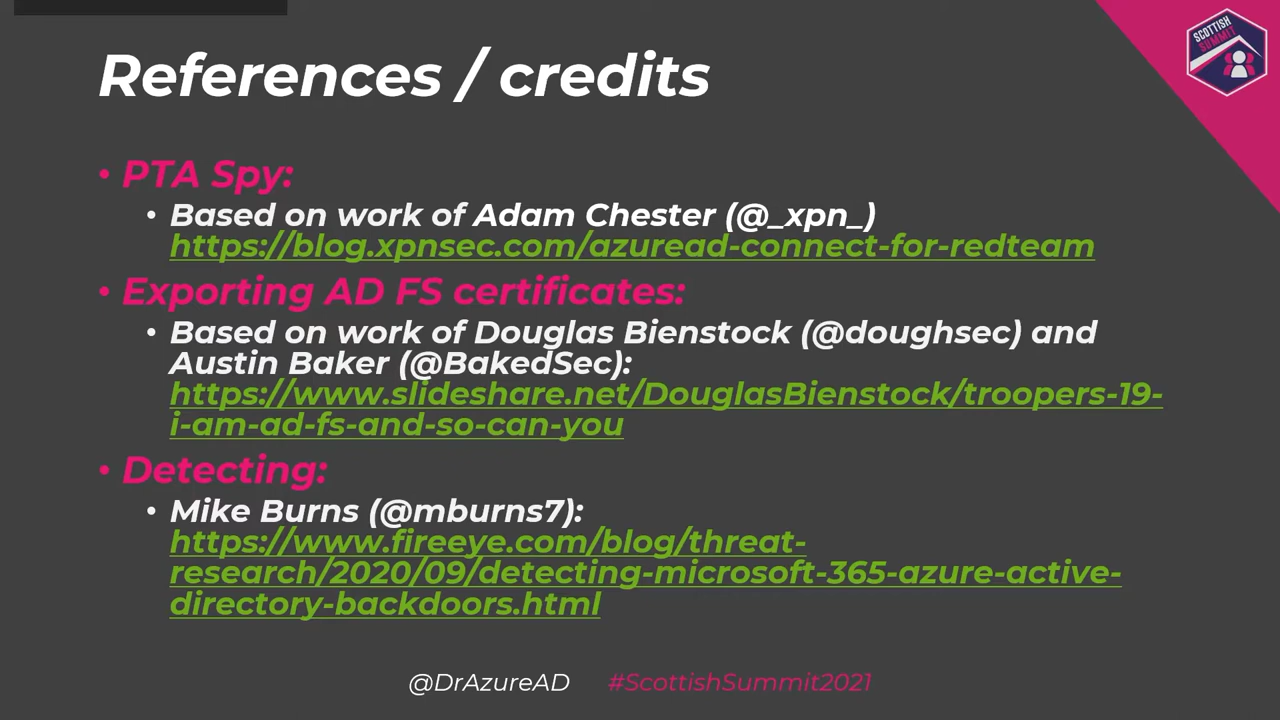 SCOTTISH
SUMMIT
References / credits
• PTA Spy:
• Based on work of Adam Chester (@_xpn_)
https://blog.xpnsec.com/azuread-connect-for-redteam
• Exporting AD FS certificates:
• Based on work of Douglas Bienstock (@doughsec) and
Austin Baker (@BakedSec):
https://www.slideshare.net/DouglasBienstock/troopers-19-
i-am-ad-fs-and-so-can-you
• Detecting:
• Mike Burns (@mburns7):
https://www.fireeye.com/blog/threat-
research/2020/09/detecting-microsoft-365-azure-active-
directory-backdoors.html
@DrAzureAD #ScottishSummit2021